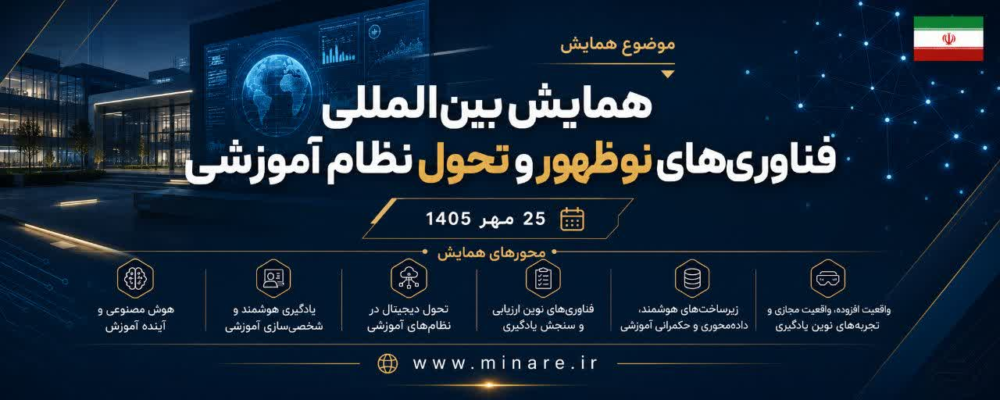 موضوع همایش
همایش بین‌المللی
فناوری‌های نوظهور و تحول نظام آموزشی
25 مهر 1405
محورهای همایش
واقعیت افزوده، واقعیت مجازی و
تجربه‌های نوین یادگیری
زیرساخت‌های هوشمند،
داده‌محوری و حکمرانی آموزشی
فناوری‌های نوین ارزیابی
و سنجش یادگیری
تحول دیجیتال در
نظام‌های آموزشی
یادگیری هوشمند و
شخصی‌سازی آموزشی
هوش مصنوعی و
آینده آموزش
www.minare.ir